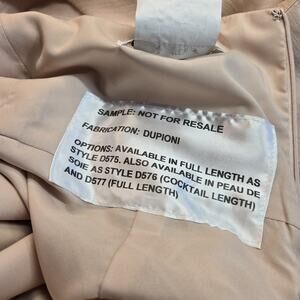 SAMPLE: NOT FOR RESALE
FABRICATION: DUPIONI
OPTIONS: AVAILABLE IN FULL LENGTH AS
STYLE D575. ALSO AVAILABLE IN PEAU DE
SOIE AS STYLE D576 (COCKTAIL LENGTH)
AND D577 (FULL LENGTH)